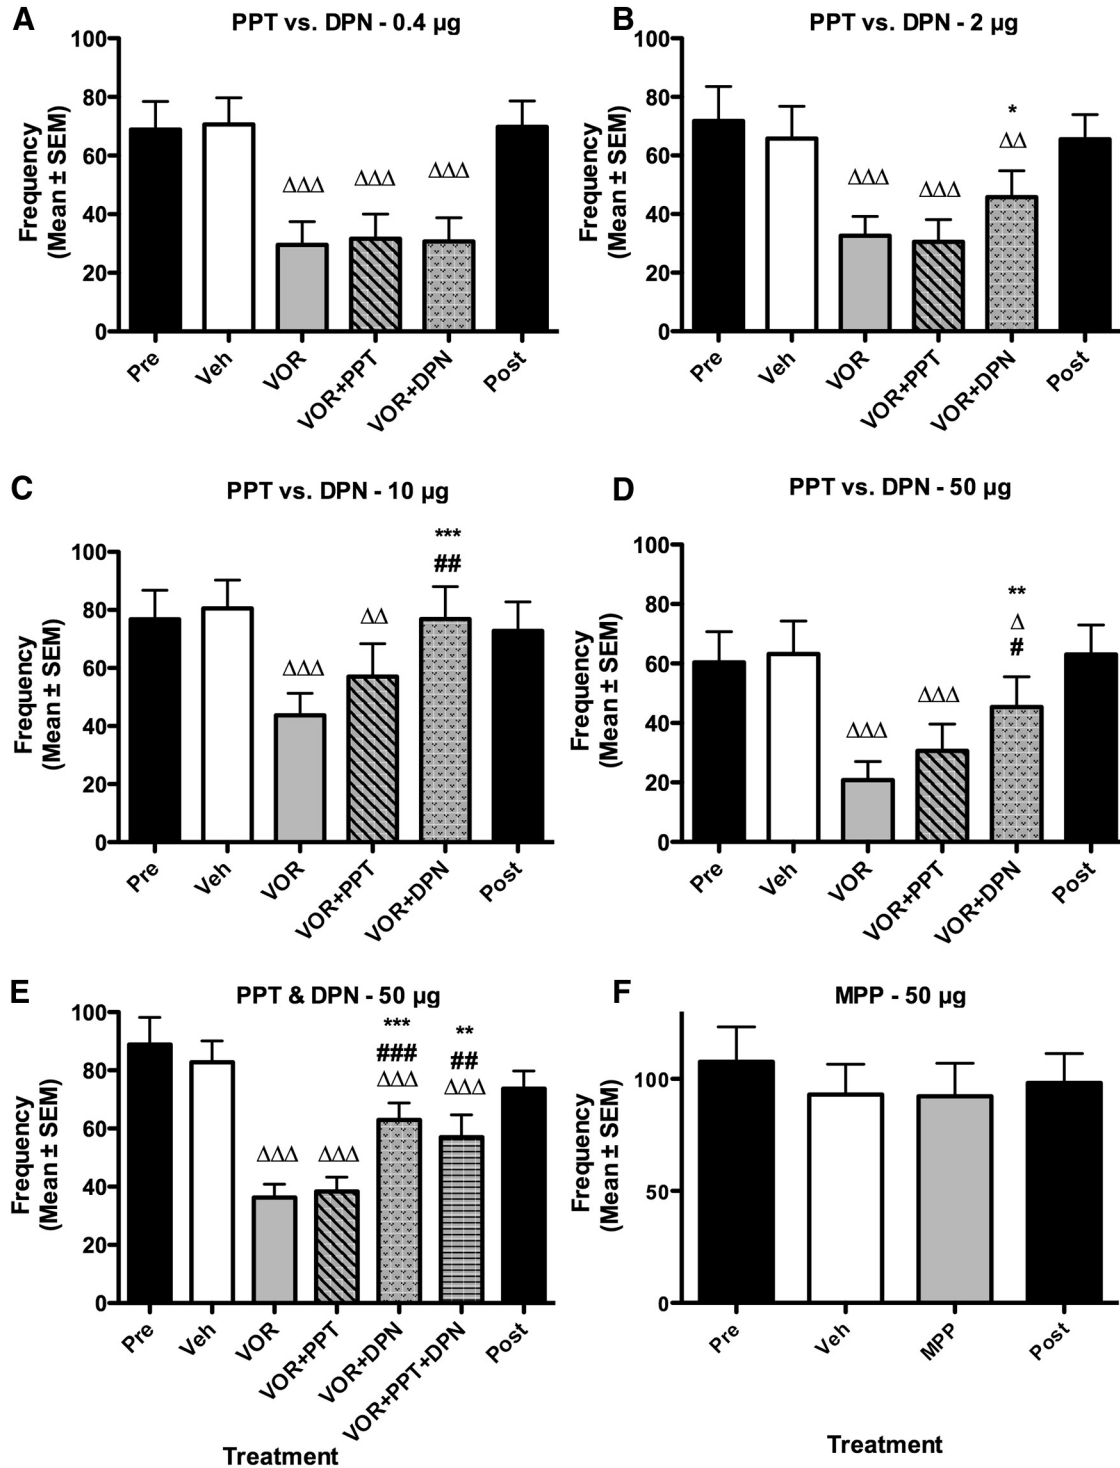 A
PPT vs. DPN - 0.4 µg
Frequency
(Mean ± SEM)
100
80
60
40
20
0
ΔΔΔ
ΔΔΔ
ΔΔΔ
Pre
Veh
VOR
VOR+PPT
VOR+DPN
Post
B
PPT vs. DPN - 2 µg
Frequency
(Mean ± SEM)
100
80
60
40
20
0
ΔΔΔ
ΔΔΔ
*
ΔΔ
Pre
Veh
VOR
VOR+PPT
VOR+DPN
Post
C
PPT vs. DPN - 10 µg
Frequency
(Mean ± SEM)
100
80
60
40
20
0
ΔΔΔ
ΔΔ
***
##
Pre
Veh
VOR
VOR+PPT
VOR+DPN
Post
D
PPT vs. DPN - 50 µg
Frequency
(Mean ± SEM)
100
80
60
40
20
0
ΔΔΔ
ΔΔΔ
**
Δ
#
Pre
Veh
VOR
VOR+PPT
VOR+DPN
Post
E
PPT & DPN - 50 µg
Frequency
(Mean ± SEM)
100
80
60
40
20
0
ΔΔΔ
ΔΔΔ
***
###
ΔΔΔ
**
##
ΔΔΔ
Pre
Veh
VOR
VOR+PPT
VOR+DPN
VOR+PPT+DPN
Post
Treatment
F
MPP - 50 µg
Frequency
(Mean ± SEM)
100
50
0
Pre
Veh
MPP
Post
Treatment